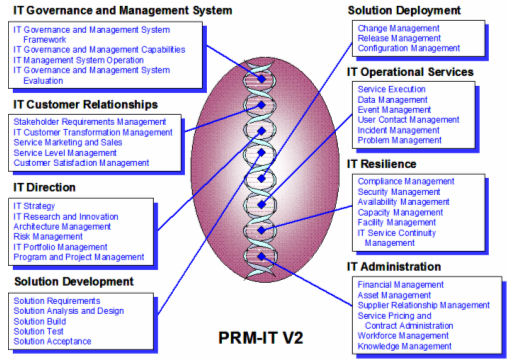 IT Governance and Management System
IT Governance and Management System
Framework
IT Governance and Management Capabilities
IT Management System Operation
IT Governance and Management System
Evaluation
IT Customer Relationships
Stakeholder Requirements Management
IT Customer Transformation Management
Service Marketing and Sales
Service Level Management
Customer Satisfaction Management
IT Direction
IT Strategy
IT Research and Innovation
Architecture Management
Risk Management
IT Portfolio Management
Program and Project Management
Solution Development
Solution Requirements
Solution Analysis and Design
Solution Build
Solution Test
Solution Acceptance
Solution Deployment
Change Management
Release Management
Configuration Management
IT Operational Services
Service Execution
Data Management
Event Management
User Contact Management
Incident Management
Problem Management
IT Resilience
Compliance Management
Security Management
Availability Management
Capacity Management
Facility Management
IT Service Continuity
Management
IT Administration
Financial Management
Asset Management
Supplier Relationship Management
Service Pricing and
Contract Administration
Workforce Management
Knowledge Management
PRM-IT V2